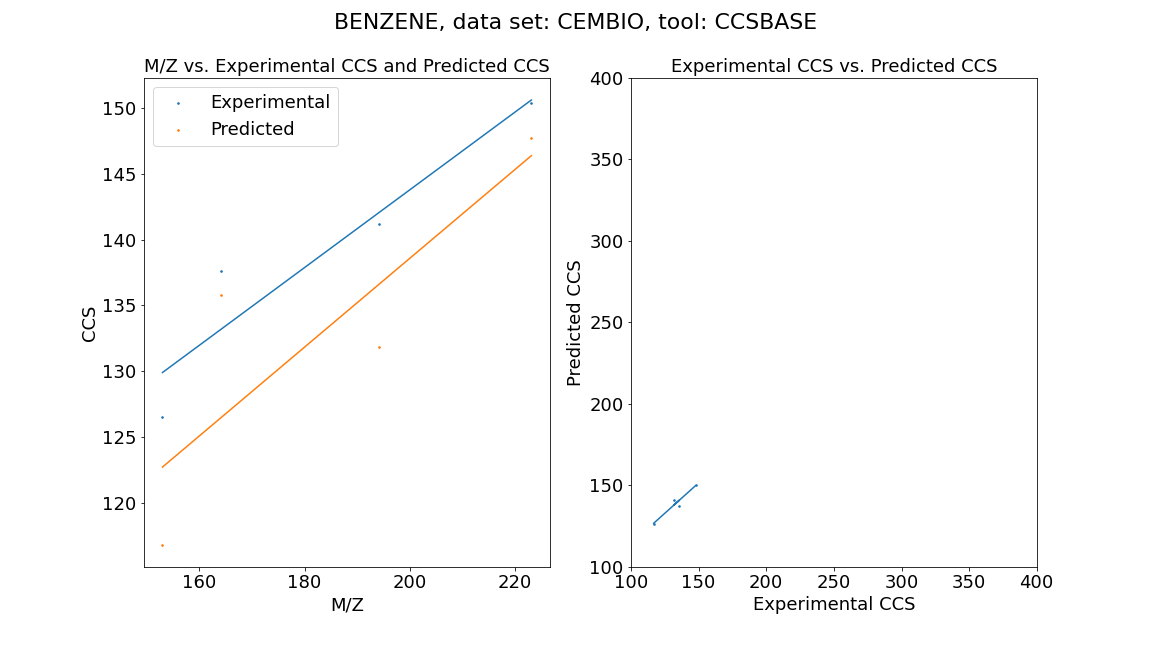 BENZENE, data set: CEMBIO, tool: CCSBASE
M/Z vs. Experimental CCS and Predicted CCS
Experimental
Predicted
150
145
140
135
130
125
120
CCS
160
180
200
220
M/Z
Experimental CCS vs. Predicted CCS
400
350
300
250
200
150
100
Predicted CCS
100
150
200
250
300
350
400
Experimental CCS